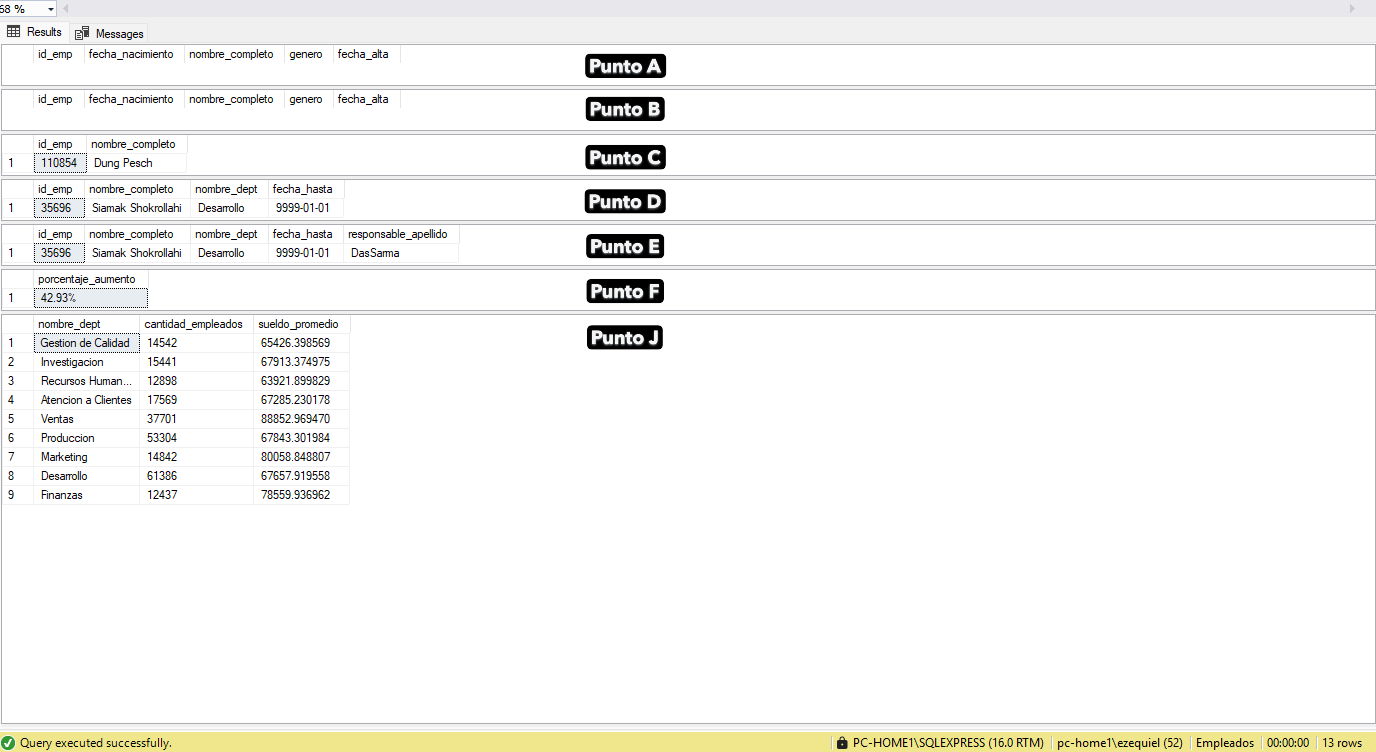 68 %
Results Messages
id_emp fecha_nacimiento nombre_completo genero fecha_alta
Punto A
id_emp fecha_nacimiento nombre_completo genero fecha_alta
Punto B
id_emp nombre_completo
1 110854 Dung Pesch
Punto C
id_emp nombre_completo nombre_dept fecha_hasta
1 35696 Siamak Shokrollahi Desarrollo 9999-01-01
Punto D
id_emp nombre_completo nombre_dept fecha_hasta responsable_apellido
1 35696 Siamak Shokrollahi Desarrollo 9999-01-01 DasSarma
Punto E
porcentaje_aumento
1 42.93%
Punto F
nombre_dept cantidad_empleados sueldo_promedio
Punto J
1 Gestion de Calidad 14542 65426.398569
2 Investigacion 15441 67913.374975
3 Recursos Human... 12898 63921.899829
4 Atencion a Clientes 17569 67285.230178
5 Ventas 37701 88852.969470
6 Produccion 53304 67843.301984
7 Marketing 14842 80058.848807
8 Desarrollo 61386 67657.919558
9 Finanzas 12437 78559.936962
Query executed successfully. PC-HOME1\SQLEXPRESS (16.0 RTM) pc-home1\ezequiel (52) Empleados 00:00:00 13 rows